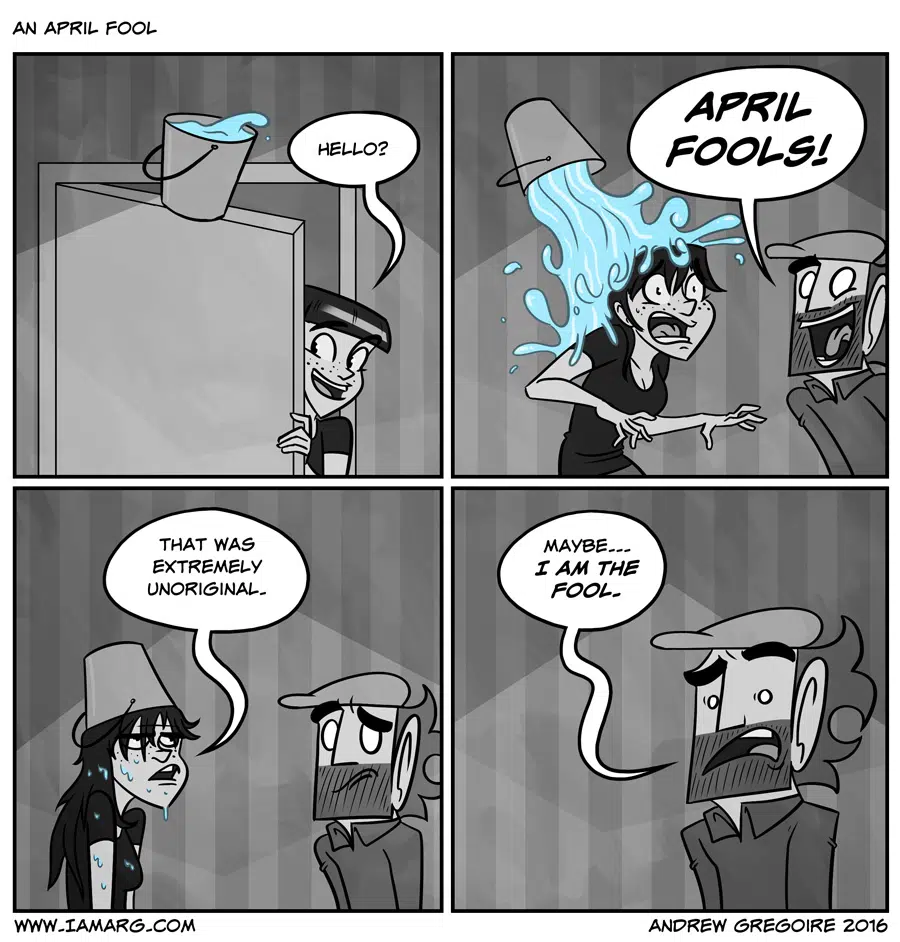 AN APRIL FOOL
HELLO?
APRIL
FOOLS!
THAT WAS
EXTREMELY
UNORIGINAL.
MAYBE...
I AM THE
FOOL.
WWW.IAMARG.COM
ANDREW GREGOIRE 2016